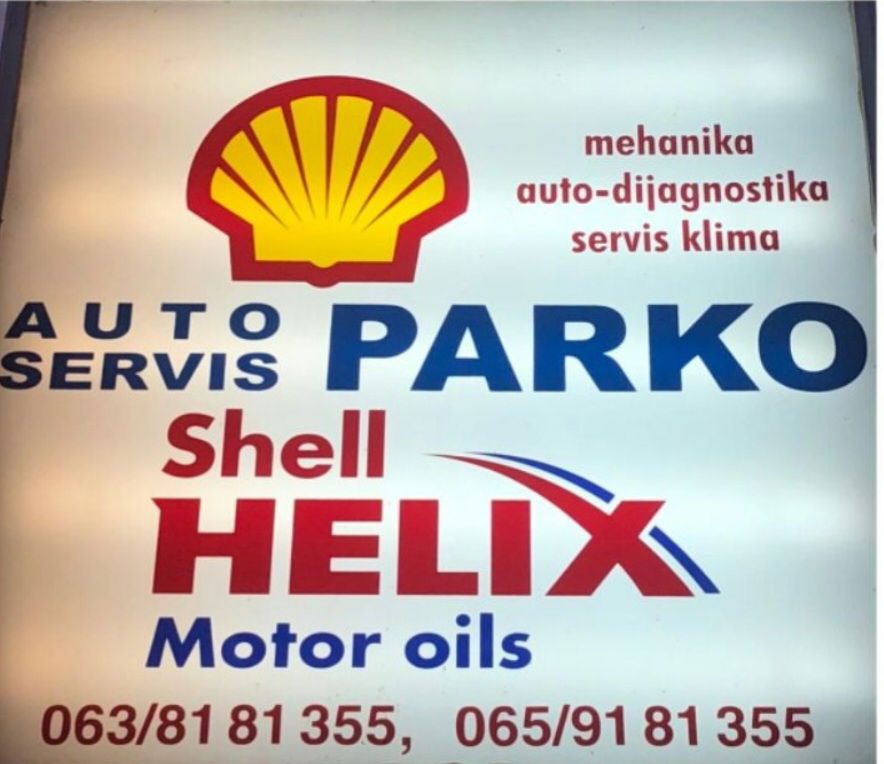 mehanika
auto-dijagnostika
servis klima
AUTO
SERVIS
PARKO
Shell
HELIX
Motor oils
063/81 81 355, 065/91 81 355